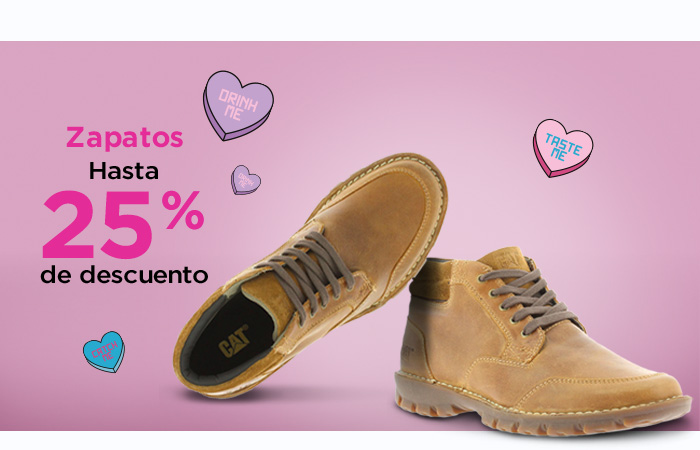 Zapatos
Hasta
25%
de descuento
DRINK
ME
TASTE
ME
CAT